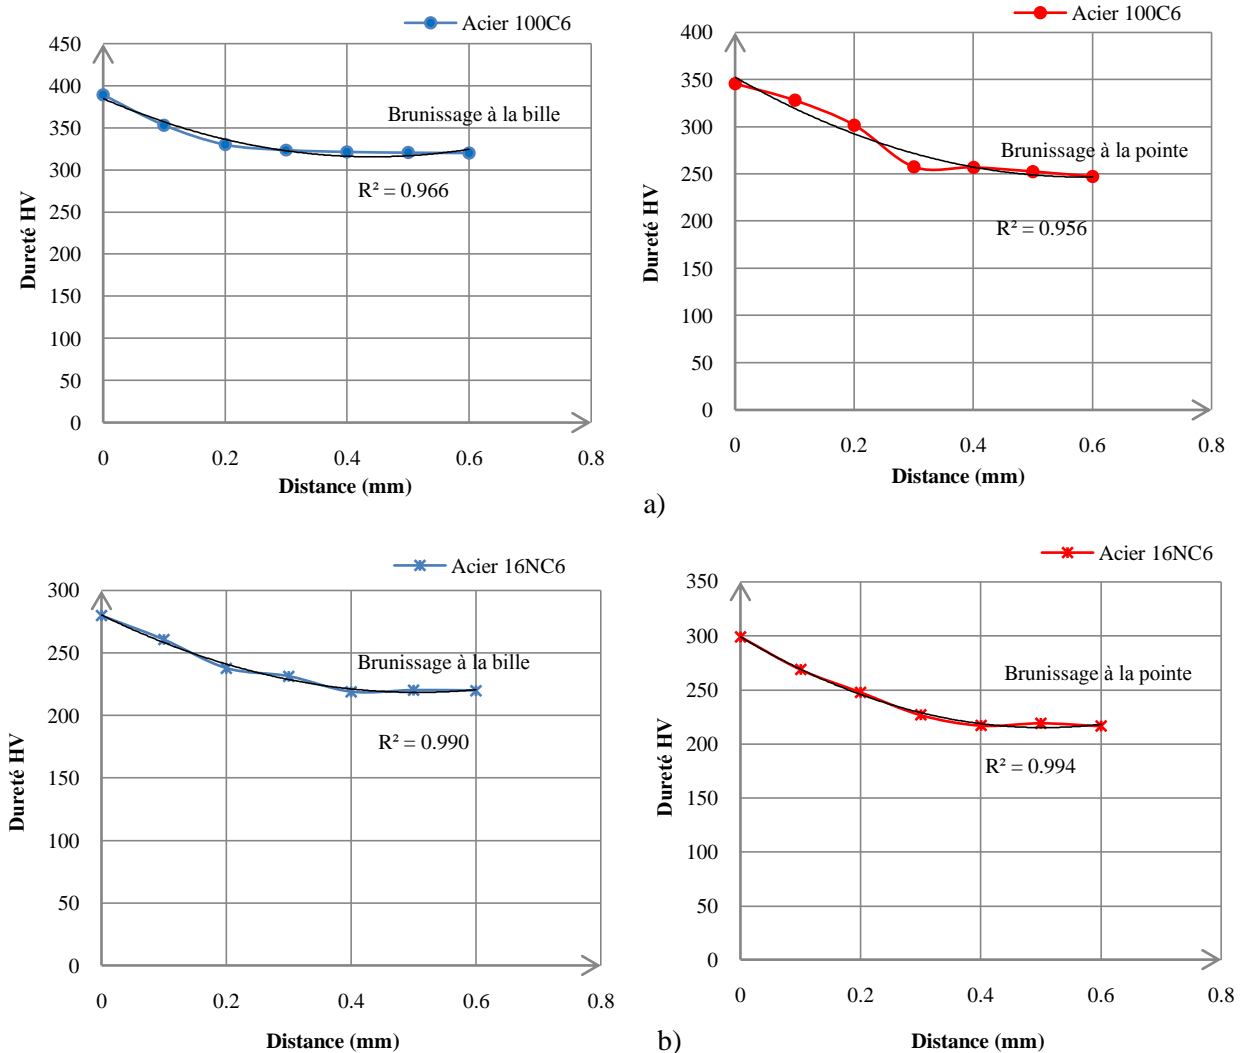 Acier 100C6
450
400
350
300
250
200
150
100
50
0
Dureté HV
Brunissage à la bille
R² = 0.966
0 0.2 0.4 0.6 0.8
Distance (mm)
Acier 100C6
400
350
300
250
200
150
100
50
0
Dureté HV
Brunissage à la pointe
R² = 0.956
0 0.2 0.4 0.6 0.8
Distance (mm)
a)
Acier 16NC6
300
250
200
150
100
50
0
Dureté HV
Brunissage à la bille
R² = 0.990
0 0.2 0.4 0.6 0.8
Distance (mm)
Acier 16NC6
350
300
250
200
150
100
50
0
Dureté HV
Brunissage à la pointe
R² = 0.994
0 0.2 0.4 0.6 0.8
Distance (mm)
b)